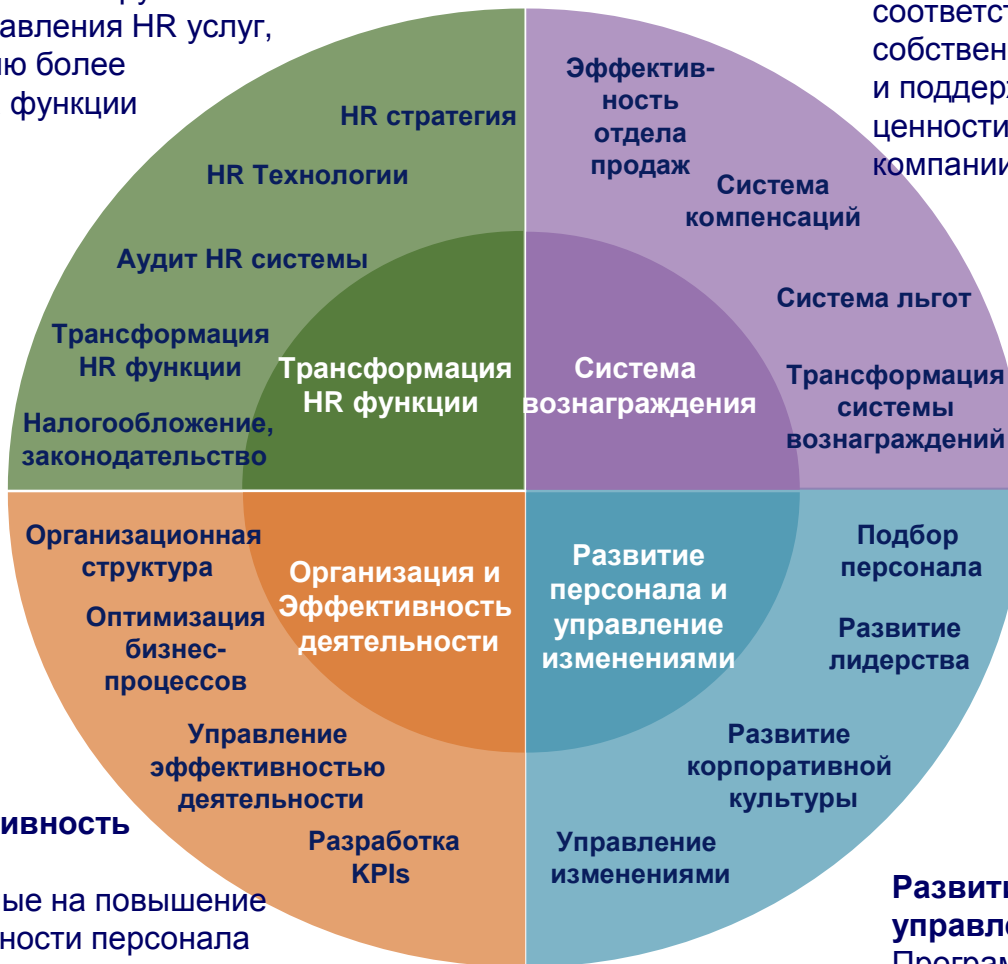 авления HR услуг,
ю более
функции
соответст
собствен
и поддер
ценности
компании
HR стратегия
HR Технологии
Аудит HR системы
Трансформация
HR функции
Налогообложение,
законодательство
Трансформация
HR функции
Эффектив-
ность
отдела
продаж
Система
компенсаций
Система льгот
Трансформация
системы
вознаграждений
Система
вознаграждения
Организационная
структура
Оптимизация
бизнес-
процессов
Управление
эффективностью
деятельности
Разработка
KPIs
Организация и
Эффективность
деятельности
Развитие
персонала и
управление
изменениями
Подбор
персонала
Развитие
лидерства
Развитие
корпоративной
культуры
Управление
изменениями
ивность
ые на повышение
ности персонала
Развит
управл
Програм